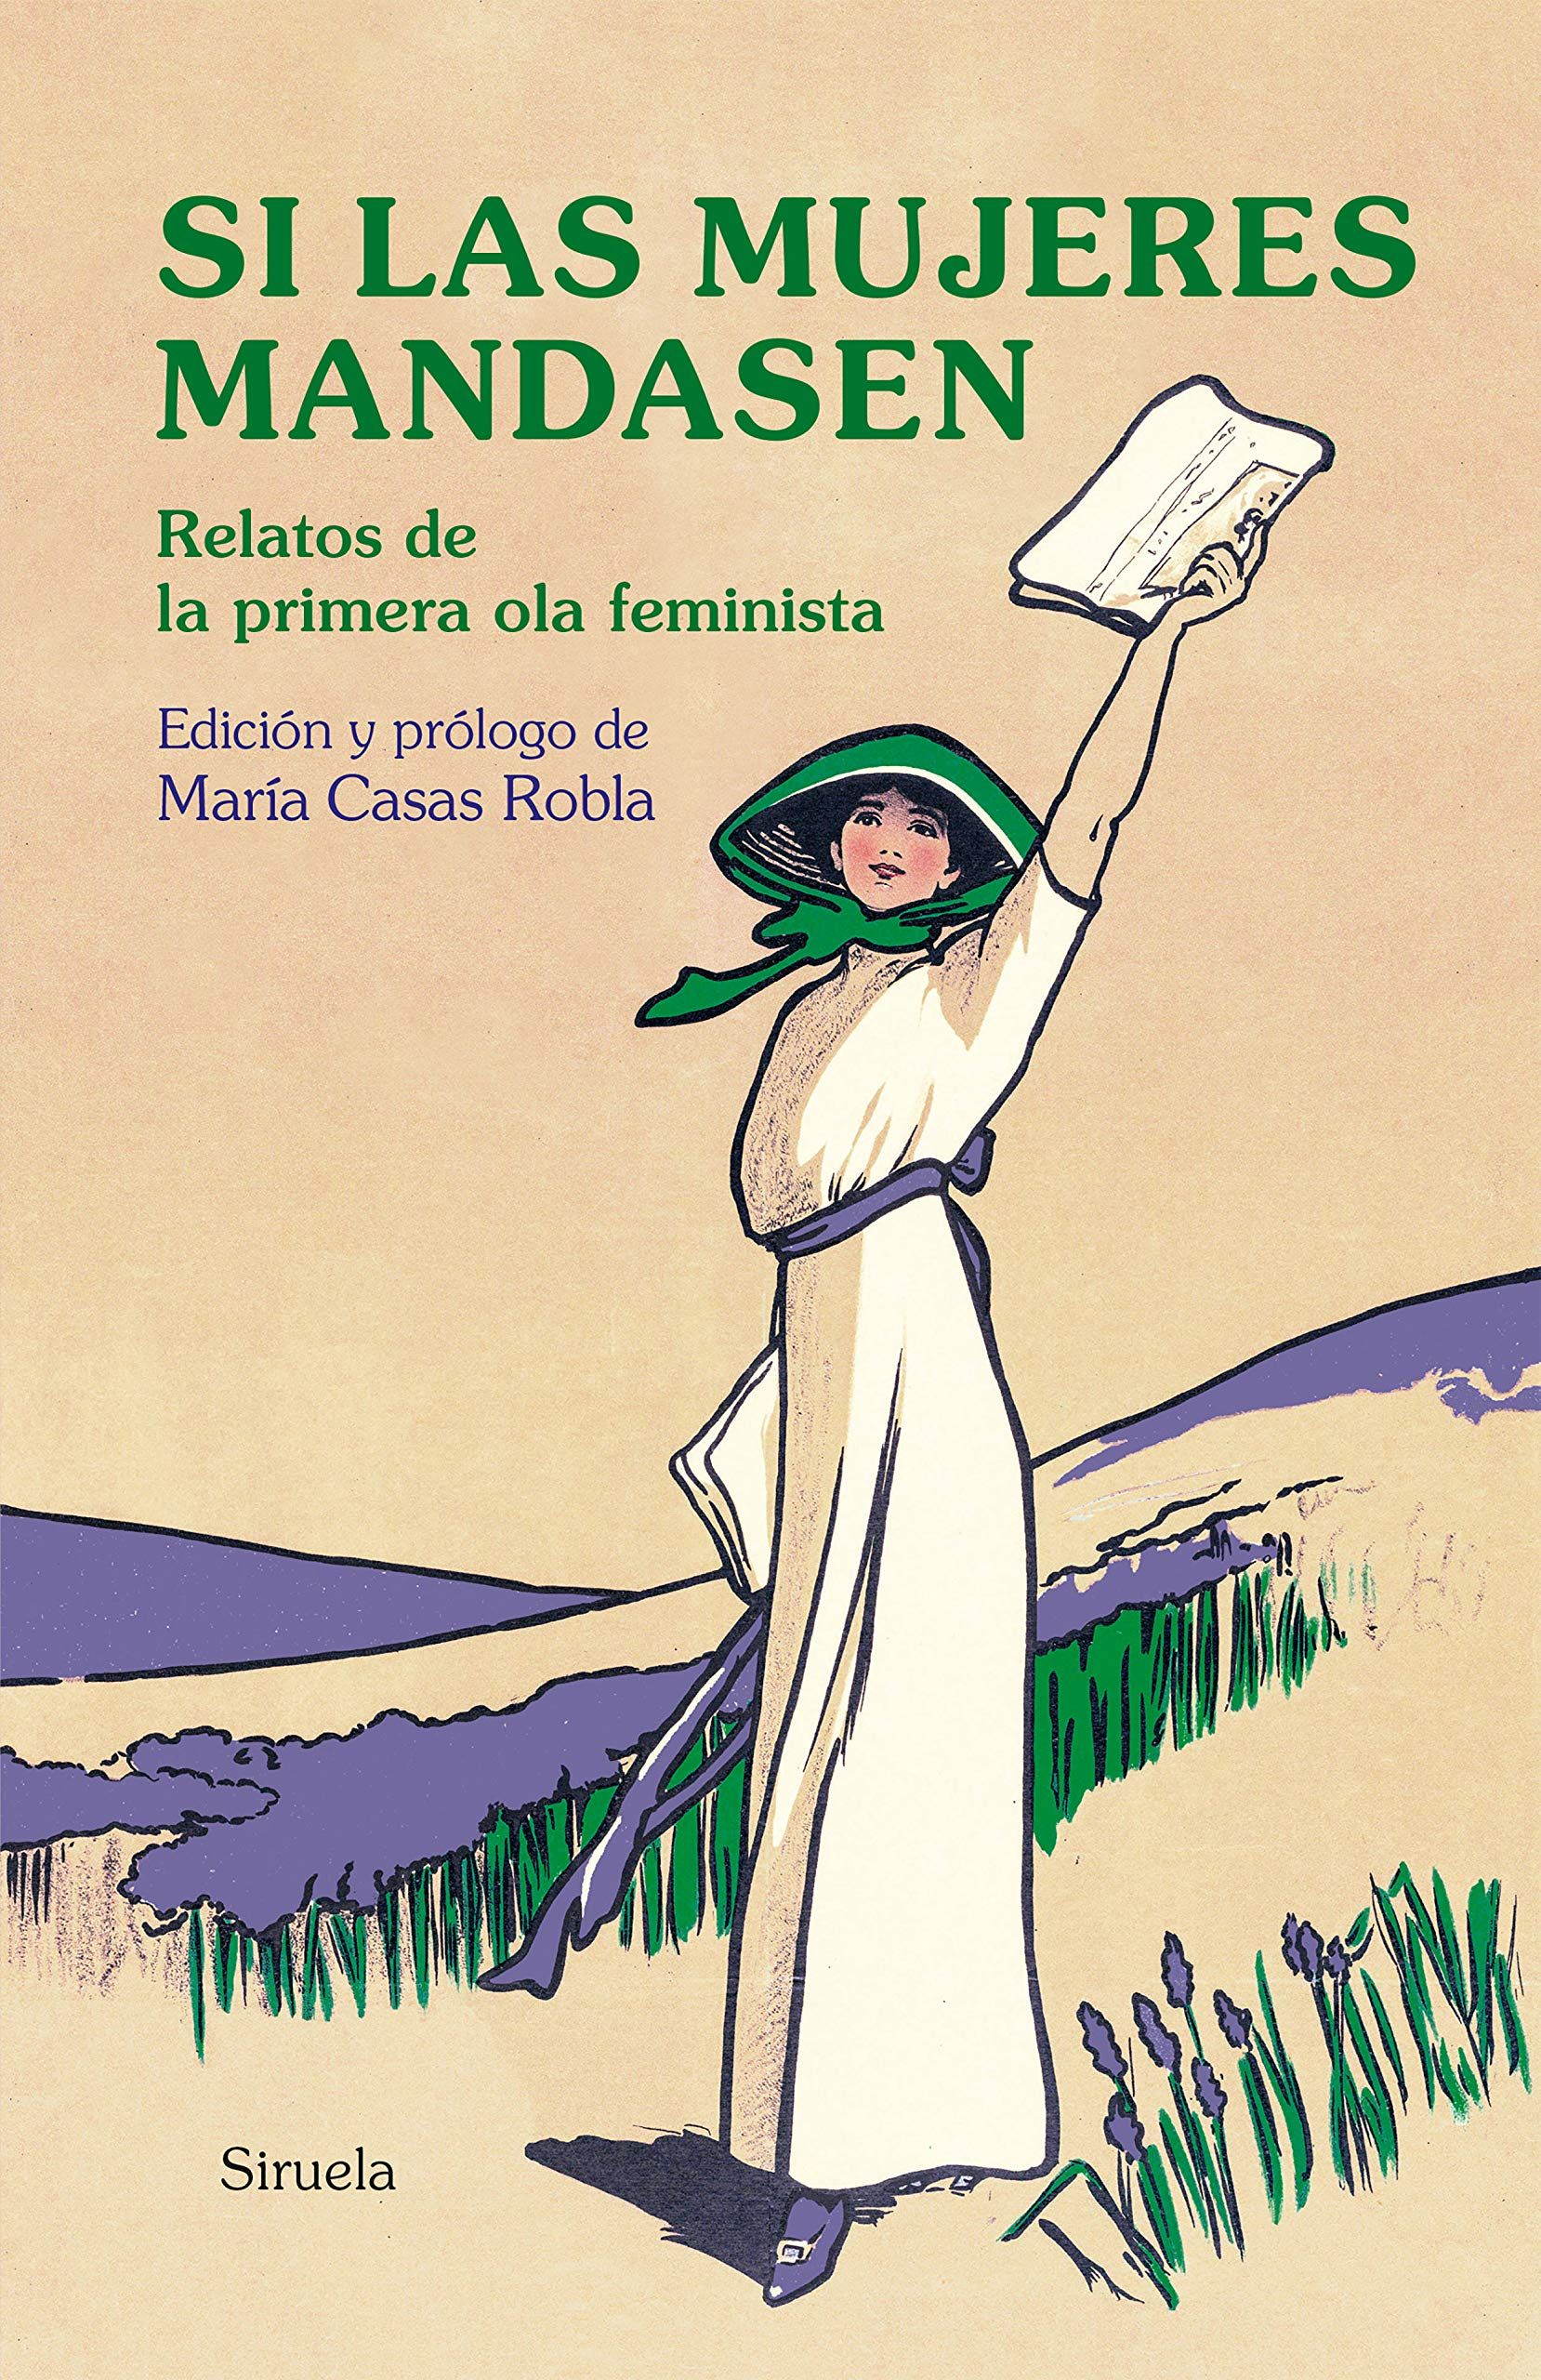 SI LAS MUJERES
MANDASEN
Relatos de
la primera ola feminista
Edición y prólogo de
María Casas Robla
Siruela